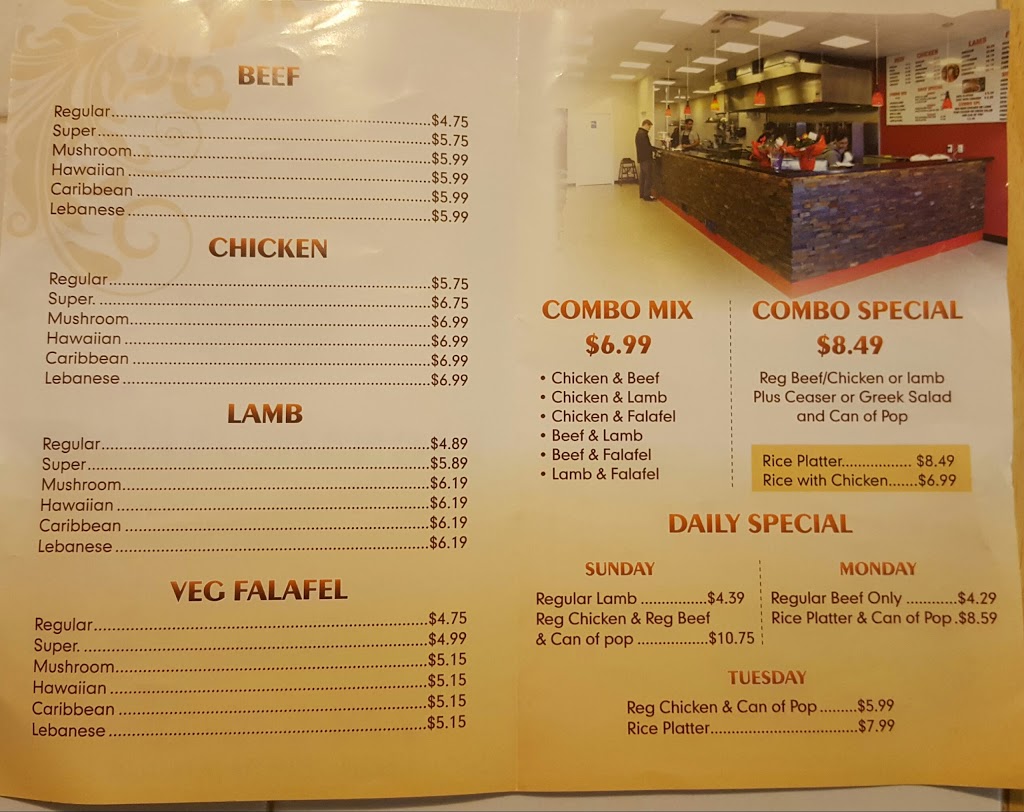 BEEF
Regular..........$4.75
Super..........$5.75
Mushroom..........$5.99
Hawaiian..........$5.99
Caribbean..........$5.99
Lebanese..........$5.99
CHICKEN
Regular..........$5.75
Super...........$6.75
Mushroom..........$6.99
Hawaiian..........$6.99
Caribbean..........$6.99
Lebanese..........$6.99
LAMB
Regular..........$4.89
Super..........$5.89
Mushroom..........$6.19
Hawaiian..........$6.19
Caribbean..........$6.19
Lebanese..........$6.19
VEG FALAFEL
Regular..........$4.75
Super...........$4.99
Mushroom..........$5.15
Hawaiian..........$5.15
Caribbean..........$5.15
Lebanese..........$5.15
CHICKEN
LAMB
COMBO MIX
$6.99
• Chicken & Beef
• Chicken & Lamb
• Chicken & Falafel
• Beef & Lamb
• Beef & Falafel
• Lamb & Falafel
COMBO SPECIAL
$8.49
Reg Beef/Chicken or lamb
Plus Ceaser or Greek Salad
and Can of Pop
Rice Platter................. $8.49
Rice with Chicken.......$6.99
DAILY SPECIAL
SUNDAY
Regular Lamb ...............$4.39
Reg Chicken & Reg Beef
& Can of pop ...............$10.75
MONDAY
Regular Beef Only ...........$4.29
Rice Platter & Can of Pop.$8.59
TUESDAY
Reg Chicken & Can of Pop.........$5.99
Rice Platter....................................$7.99